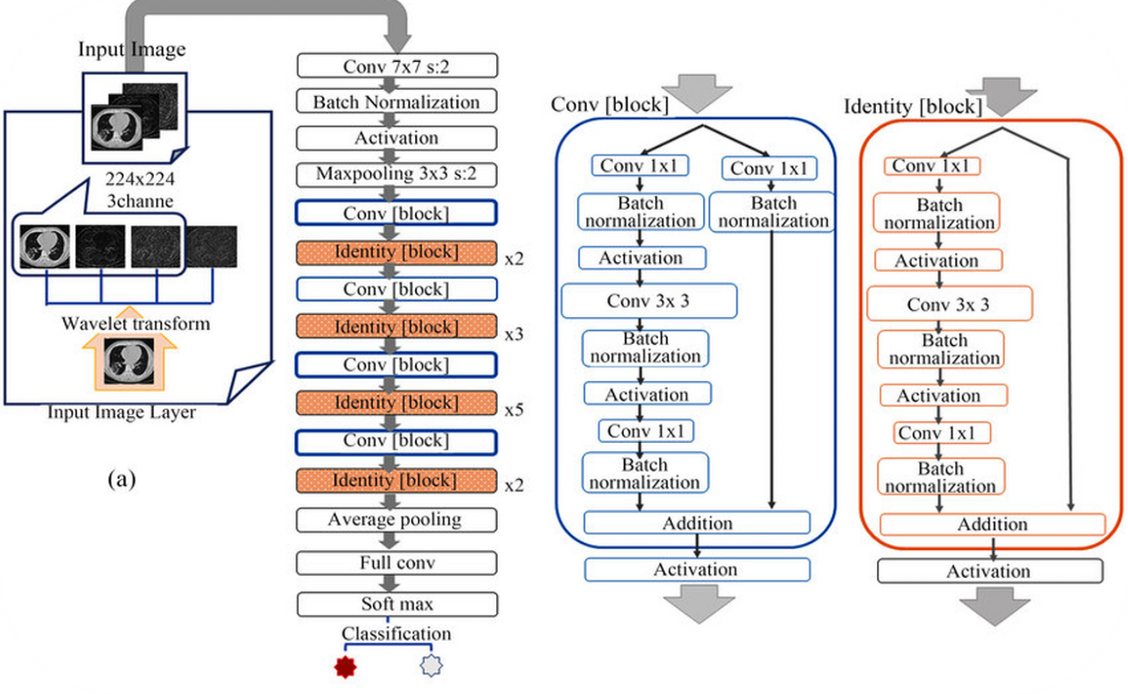 Input Image
224x224
3channe
Wavelet transform
Input Image Layer
(a)
Conv 7x7 s:2
Batch Normalization
Activation
Maxpooling 3x3 s:2
Conv [block]
Identity [block]
x2
Conv [block]
Identity [block]
x3
Conv [block]
Identity [block]
x5
Conv [block]
Identity [block]
x2
Average pooling
Full conv
Soft max
Classification
Conv [block]
Conv 1x1
Batch
normalization
Activation
Conv 3x 3
Batch
normalization
Activation
Conv 1x1
Batch
normalization
Conv 1x1
Batch
normalization
Addition
Activation
Identity [block]
Conv 1x1
Batch
normalization
Activation
Conv 3x 3
Batch
normalization
Activation
Conv 1x1
Batch
normalization
Addition
Activation